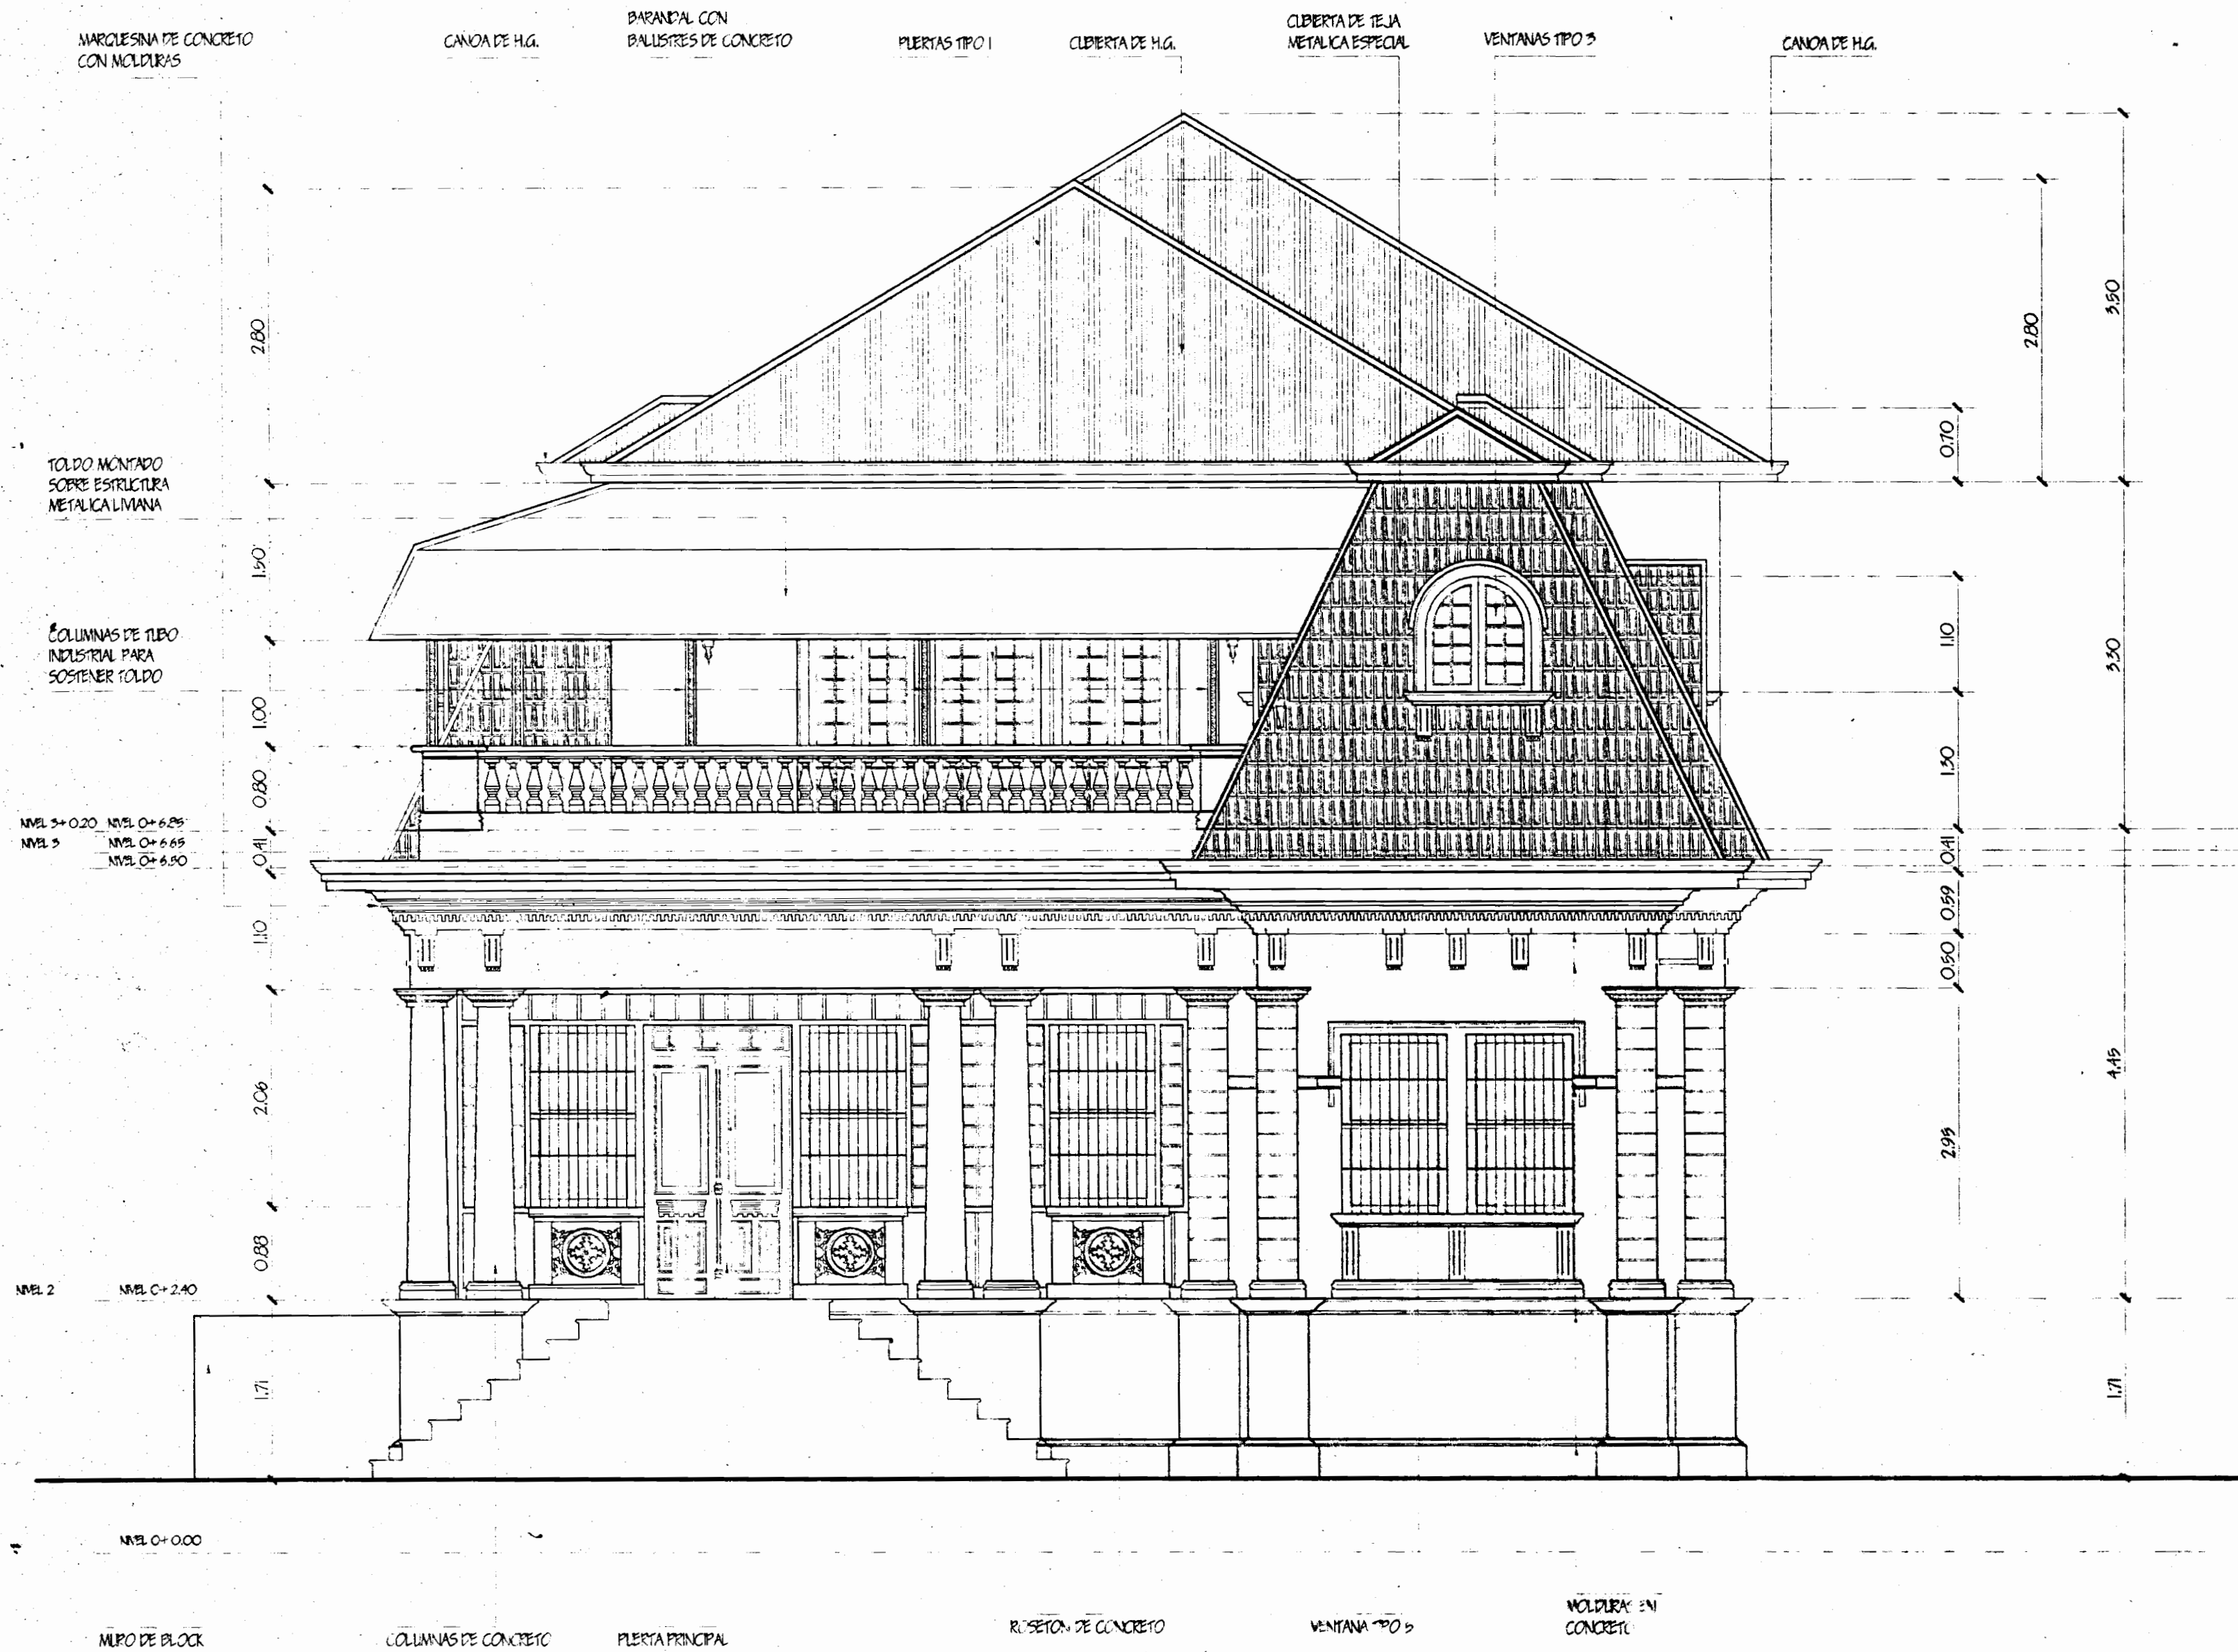 MARQUESINA DE CONCRETO
CON MOLDURAS
CANOA DE H.G.
BARANDAL CON
BALUSTRES DE CONCRETO
PUERTAS TIPO 1
CUBIERTA DE H.G.
CUBIERTA DE TEJA
METALICA ESPECIAL
VENTANAS TIPO 3
CANOA DE H.G.
2.80
3.50
2.80
0.70
TOLDO MONTADO
SOBRE ESTRUCTURA
METALICA LIVIANA
1.50
COLUMNAS DE TUBO
INDUSTRIAL PARA
SOSTENER TOLDO
1.10
3.30
1.00
1.30
0.80
NIVEL 3+0.20 NIVEL 0+6.85
NIVEL 3 NIVEL 0+6.65
NIVEL 0+6.50
0.41
0.41
0.59
1.10
0.50
2.06
4.45
2.95
0.88
NIVEL 2 NIVEL 0+2.40
1.71
1.71
NIVEL 0+0.00
MURO DE BLOCK
COLUMNAS DE CONCRETO
PUERTA PRINCIPAL
ROSETON DE CONCRETO
VENTANA TIPO 5
MOLDURAS EN
CONCRETO